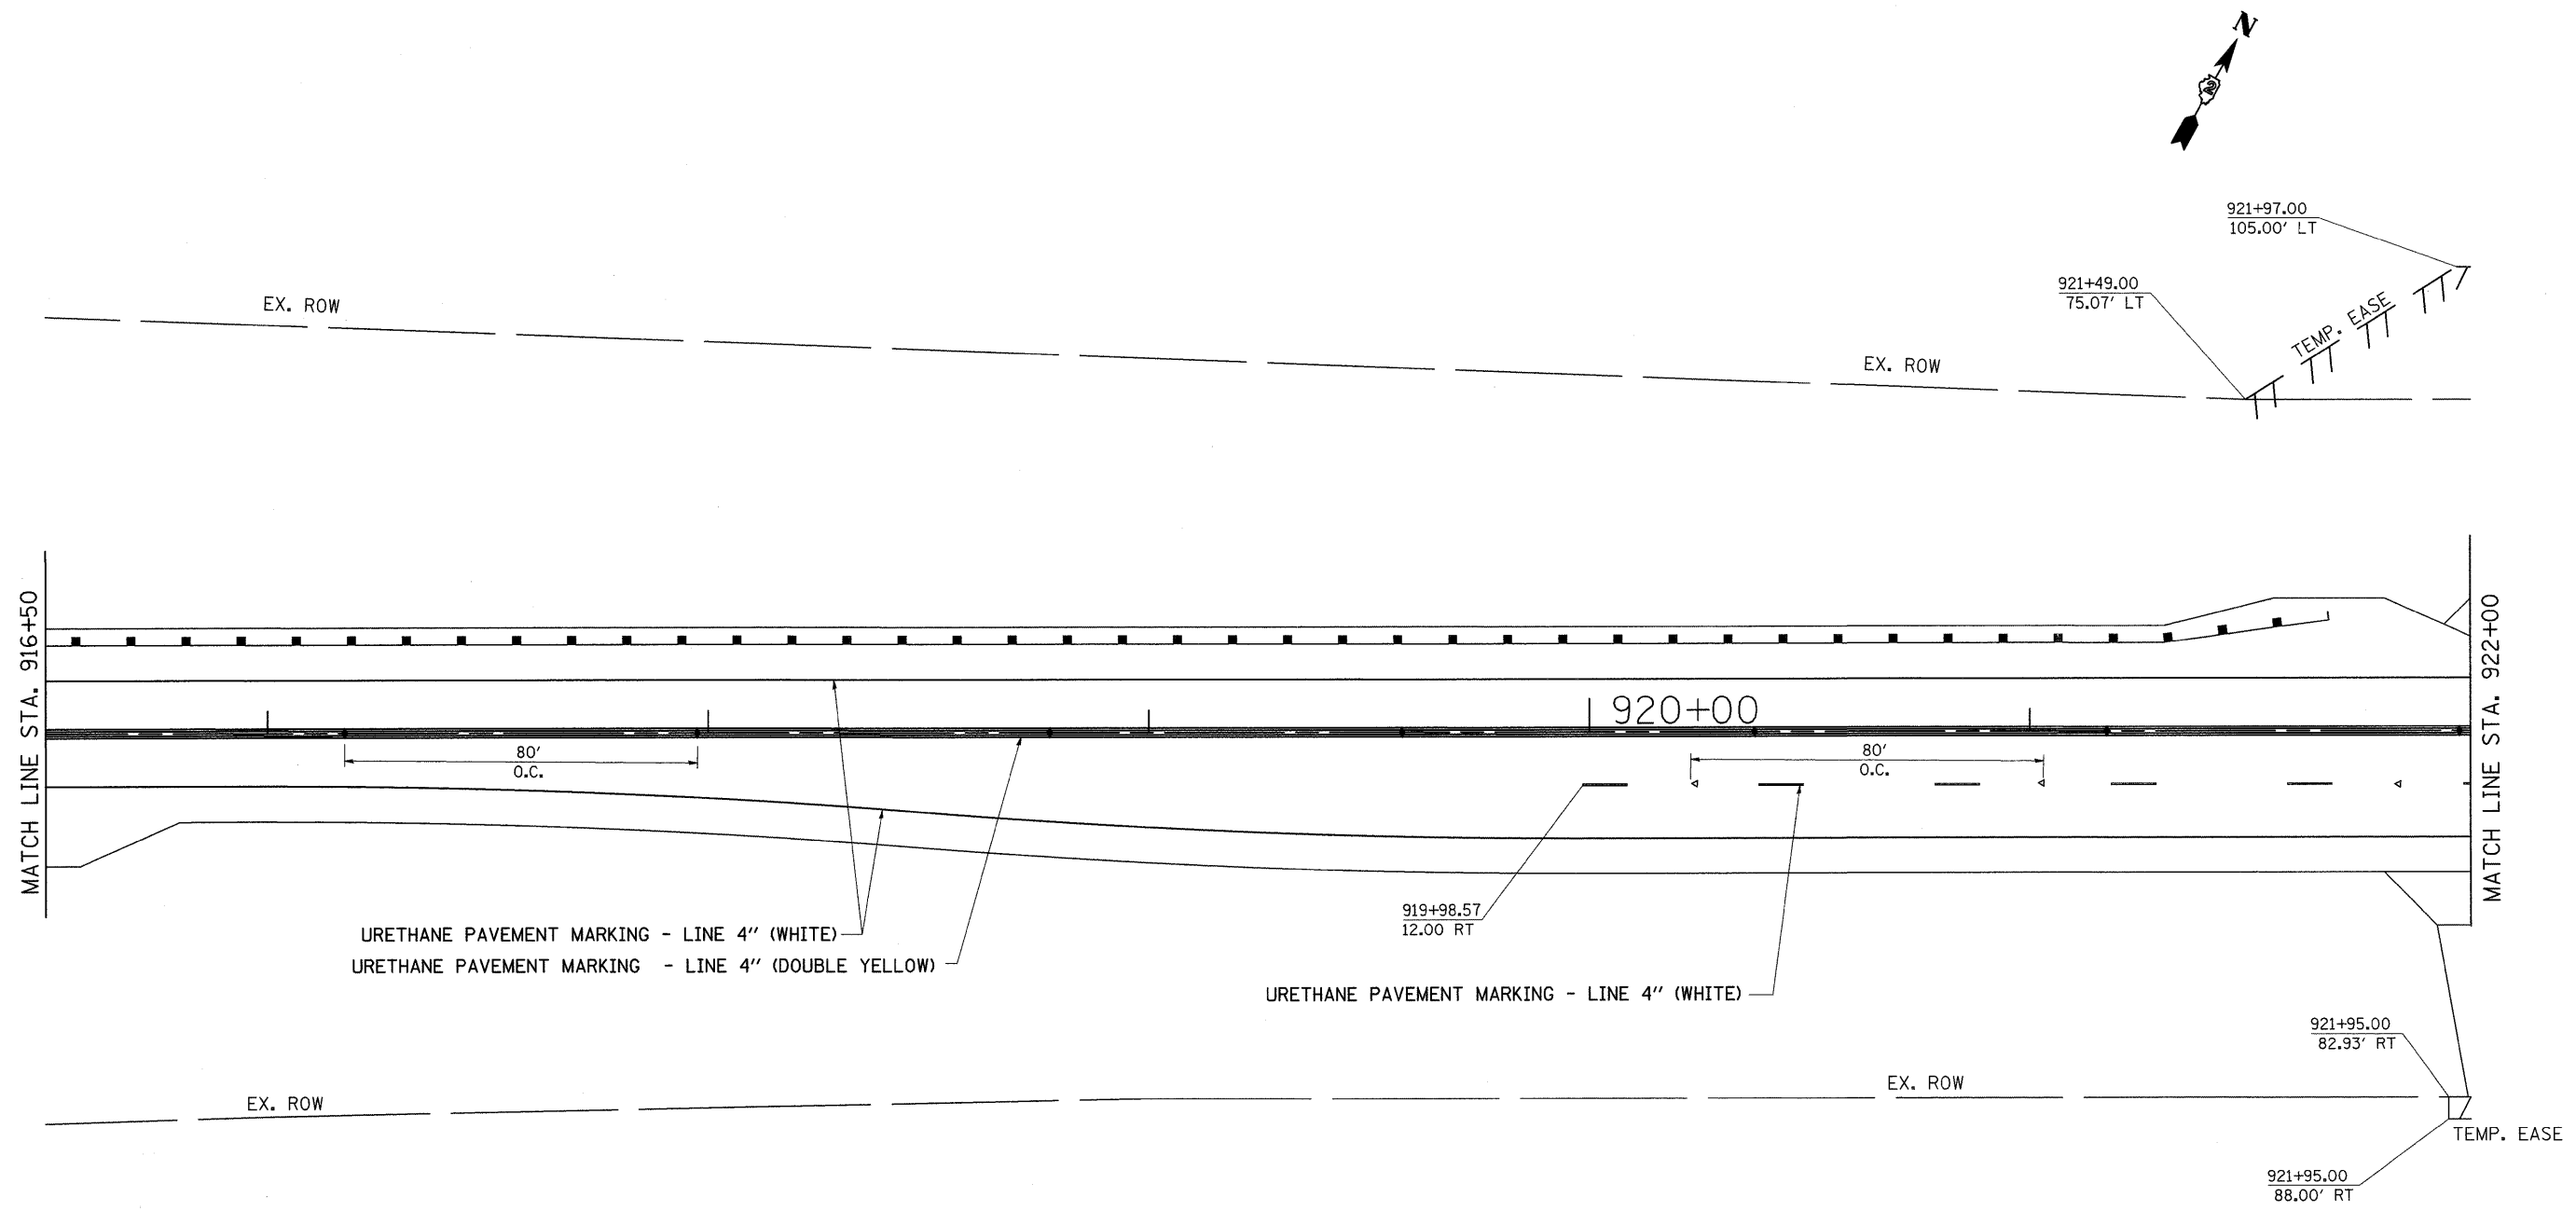 N
2
921+97.00
105.00' LT
921+49.00
75.07' LT
EX. ROW
TEMP. EASE
EX. ROW
MATCH LINE STA. 916+50
MATCH LINE STA. 922+00
920+00
80'
O.C.
80'
O.C.
919+98.57
12.00 RT
URETHANE PAVEMENT MARKING - LINE 4" (WHITE)
URETHANE PAVEMENT MARKING - LINE 4" (DOUBLE YELLOW)
URETHANE PAVEMENT MARKING - LINE 4" (WHITE)
921+95.00
82.93' RT
EX. ROW
EX. ROW
TEMP. EASE
921+95.00
88.00' RT